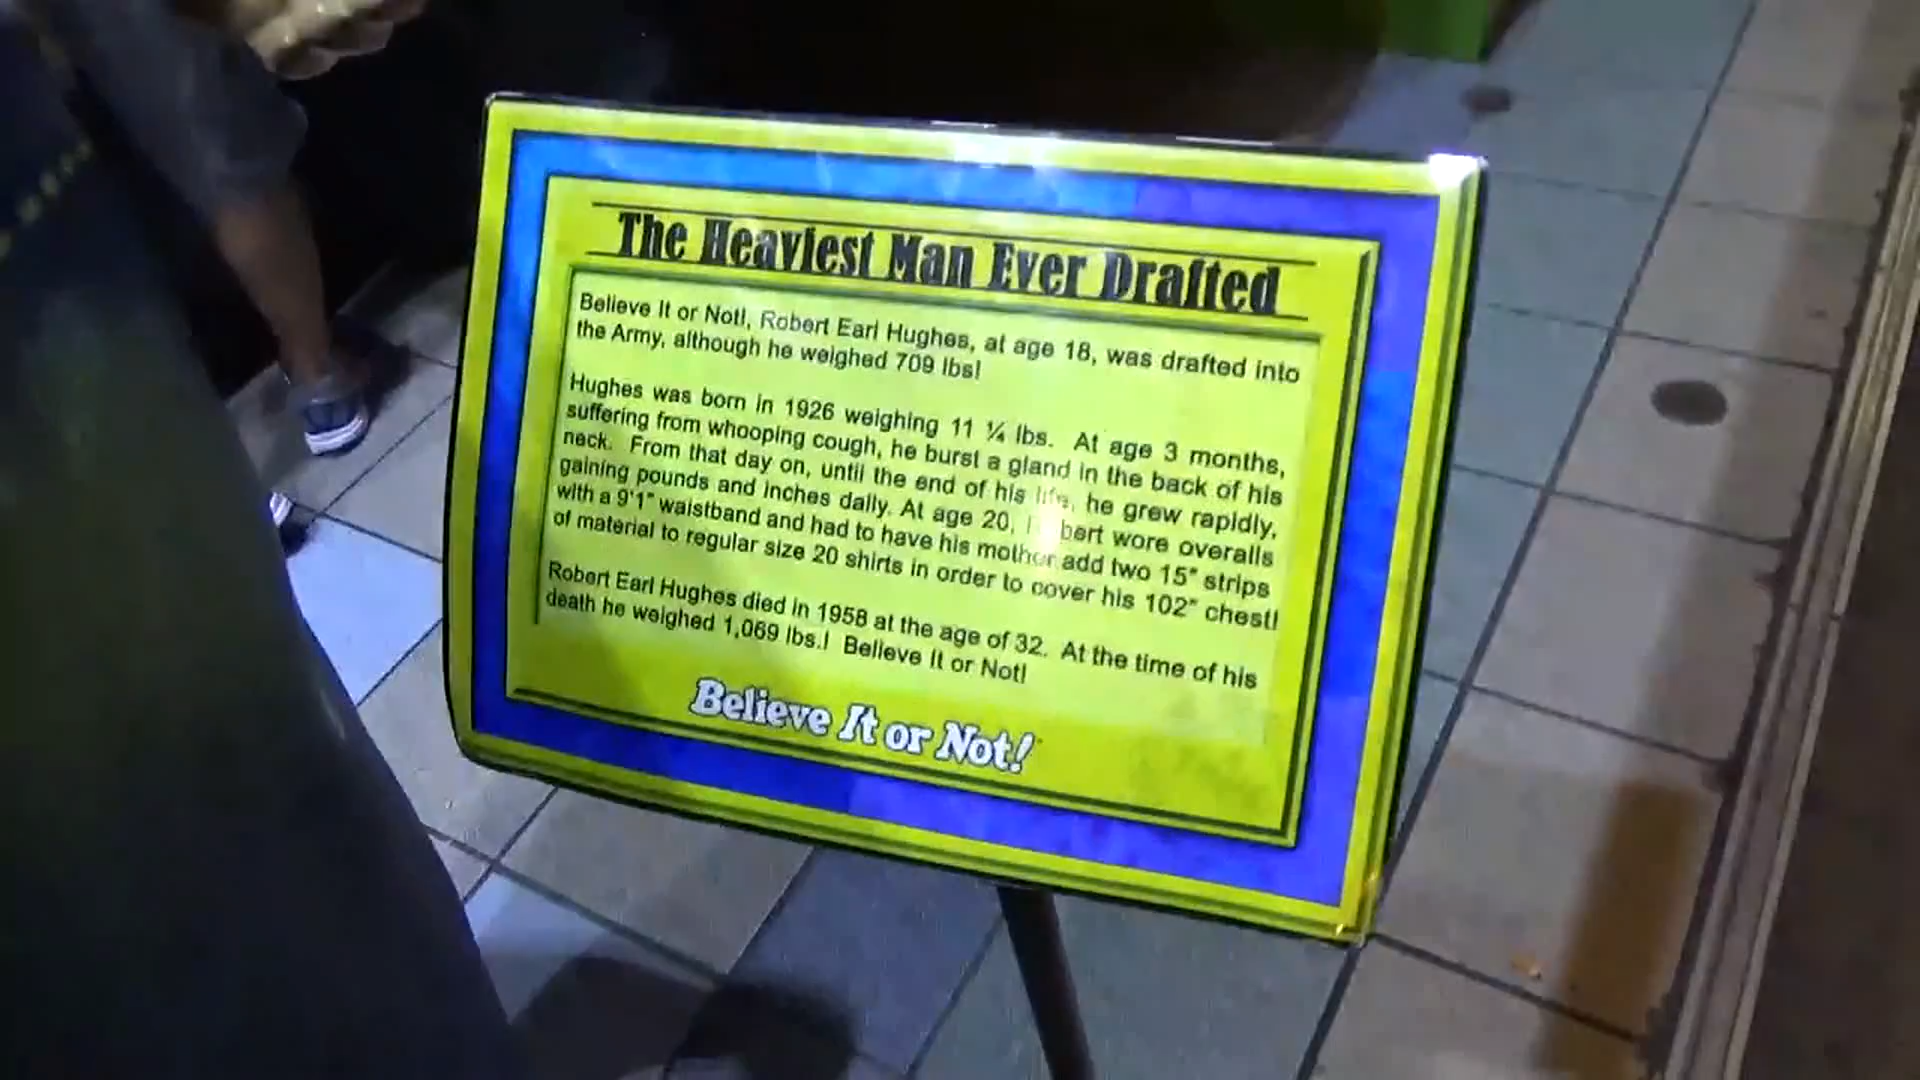 The Heaviest Man Ever Drafted
Believe It or Not!, Robert Earl Hughes, at age 18, was drafted into
the Army, although he weighed 709 lbs!
Hughes was born in 1926 weighing 11 ¼ lbs. At age 3 months,
suffering from whooping cough, he burst a gland in the back of his
neck. From that day on, until the end of his life, he grew rapidly,
gaining pounds and inches daily. At age 20, bert wore overalls
with a 9'1" waistband and had to have his mother add two 15" strips
of material to regular size 20 shirts in order to cover his 102" chest!
Robert Earl Hughes died in 1958 at the age of 32. At the time of his
death he weighed 1,069 lbs.! Believe It or Not!
Believe It or Not!